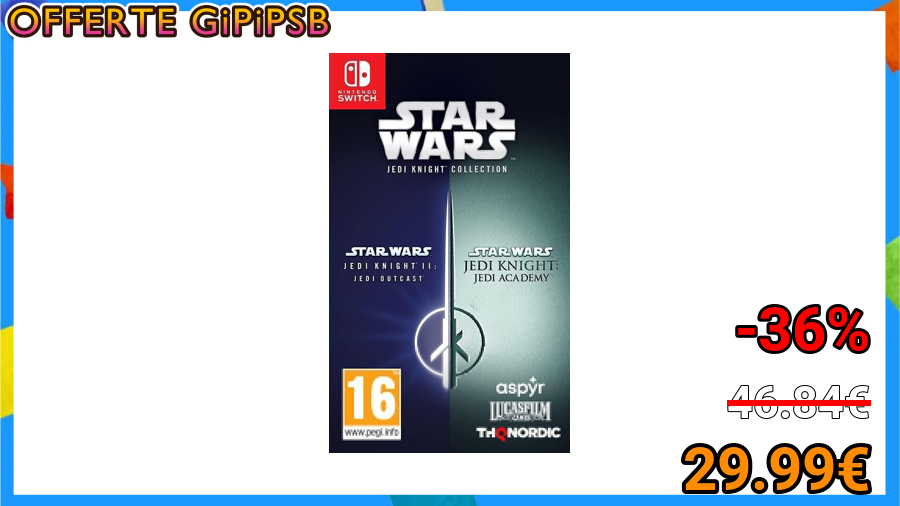 OFFERTE GiPiPSB
NINTENDO
SWITCH
STAR
WARS
JEDI KNIGHT COLLECTION
STAR WARS
JEDI KNIGHT II:
JEDI OUTCAST
STAR WARS
JEDI KNIGHT:
JEDI ACADEMY
16
www.pegi.info
aspyr
LUCASFILM
GAMES
THQ NORDIC
-36%
46.84€
29.99€